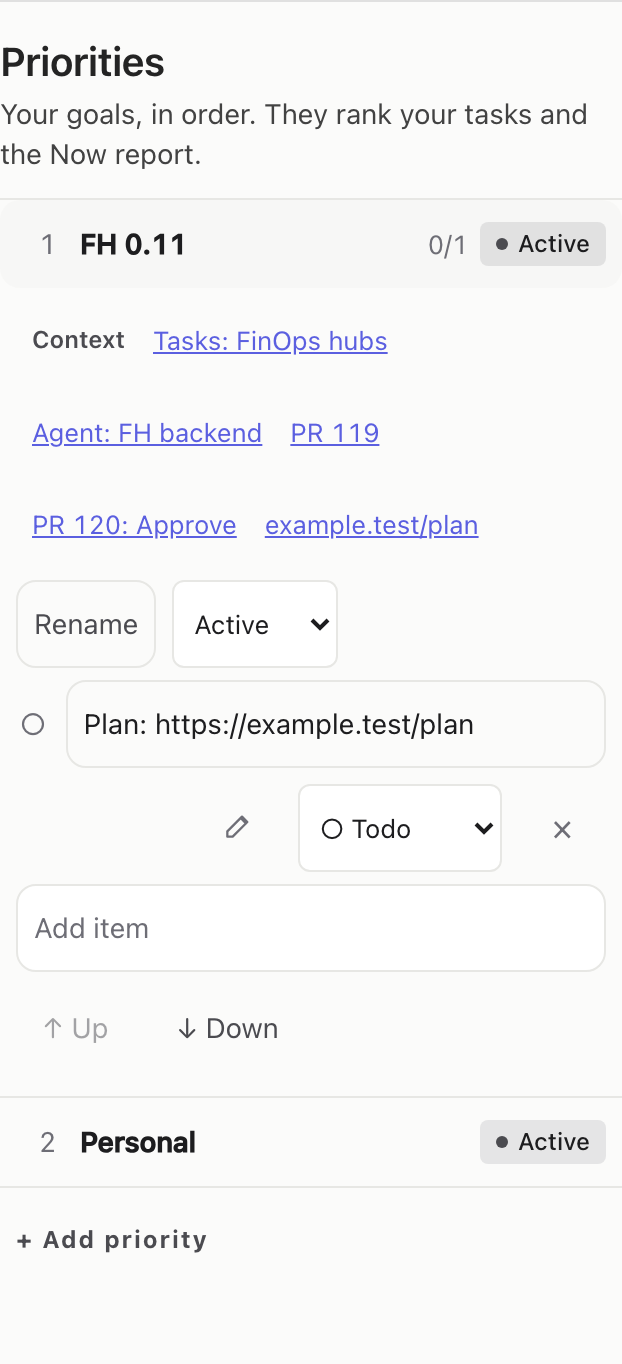 Priorities
Your goals, in order. They rank your tasks and
the Now report.
1 FH 0.11 0/1 Active
Context Tasks: FinOps hubs
Agent: FH backend PR 119
PR 120: Approve example.test/plan
Rename Active
Plan: https://example.test/plan
Todo
Add item
↑ Up ↓ Down
2 Personal Active
+ Add priority